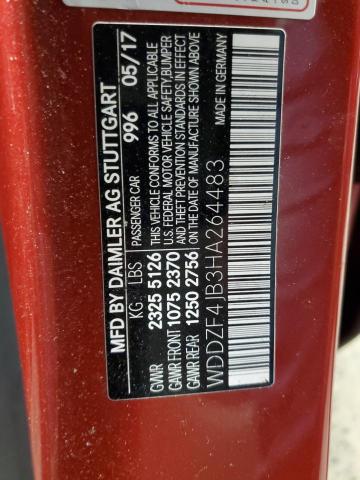 MFD BY DAIMLER AG STUTTGART
996 05/17
PASSENGER CAR
KG LBS
GVWR 2325 5126
GAWR FRONT 1075 2370
GAWR REAR 1250 2756
THIS VEHICLE CONFORMS TO ALL APPLICABLE
U.S. FEDERAL MOTOR VEHICLE SAFETY,BUMPER
AND THEFT PREVENTION STANDARDS IN EFFECT
ON THE DATE OF MANUFACTURE SHOWN ABOVE
MADE IN GERMANY
WDDZF4JB3HA264483